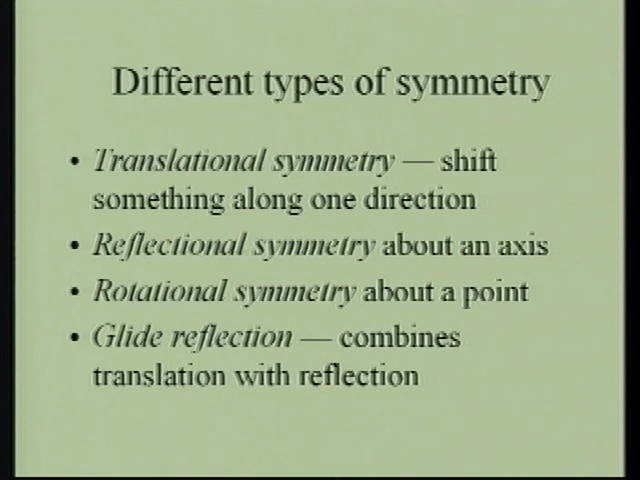 Different types of symmetry
• Translational symmetry — shift
something along one direction
• Reflectional symmetry about an axis
• Rotational symmetry about a point
• Glide reflection — combines
translation with reflection